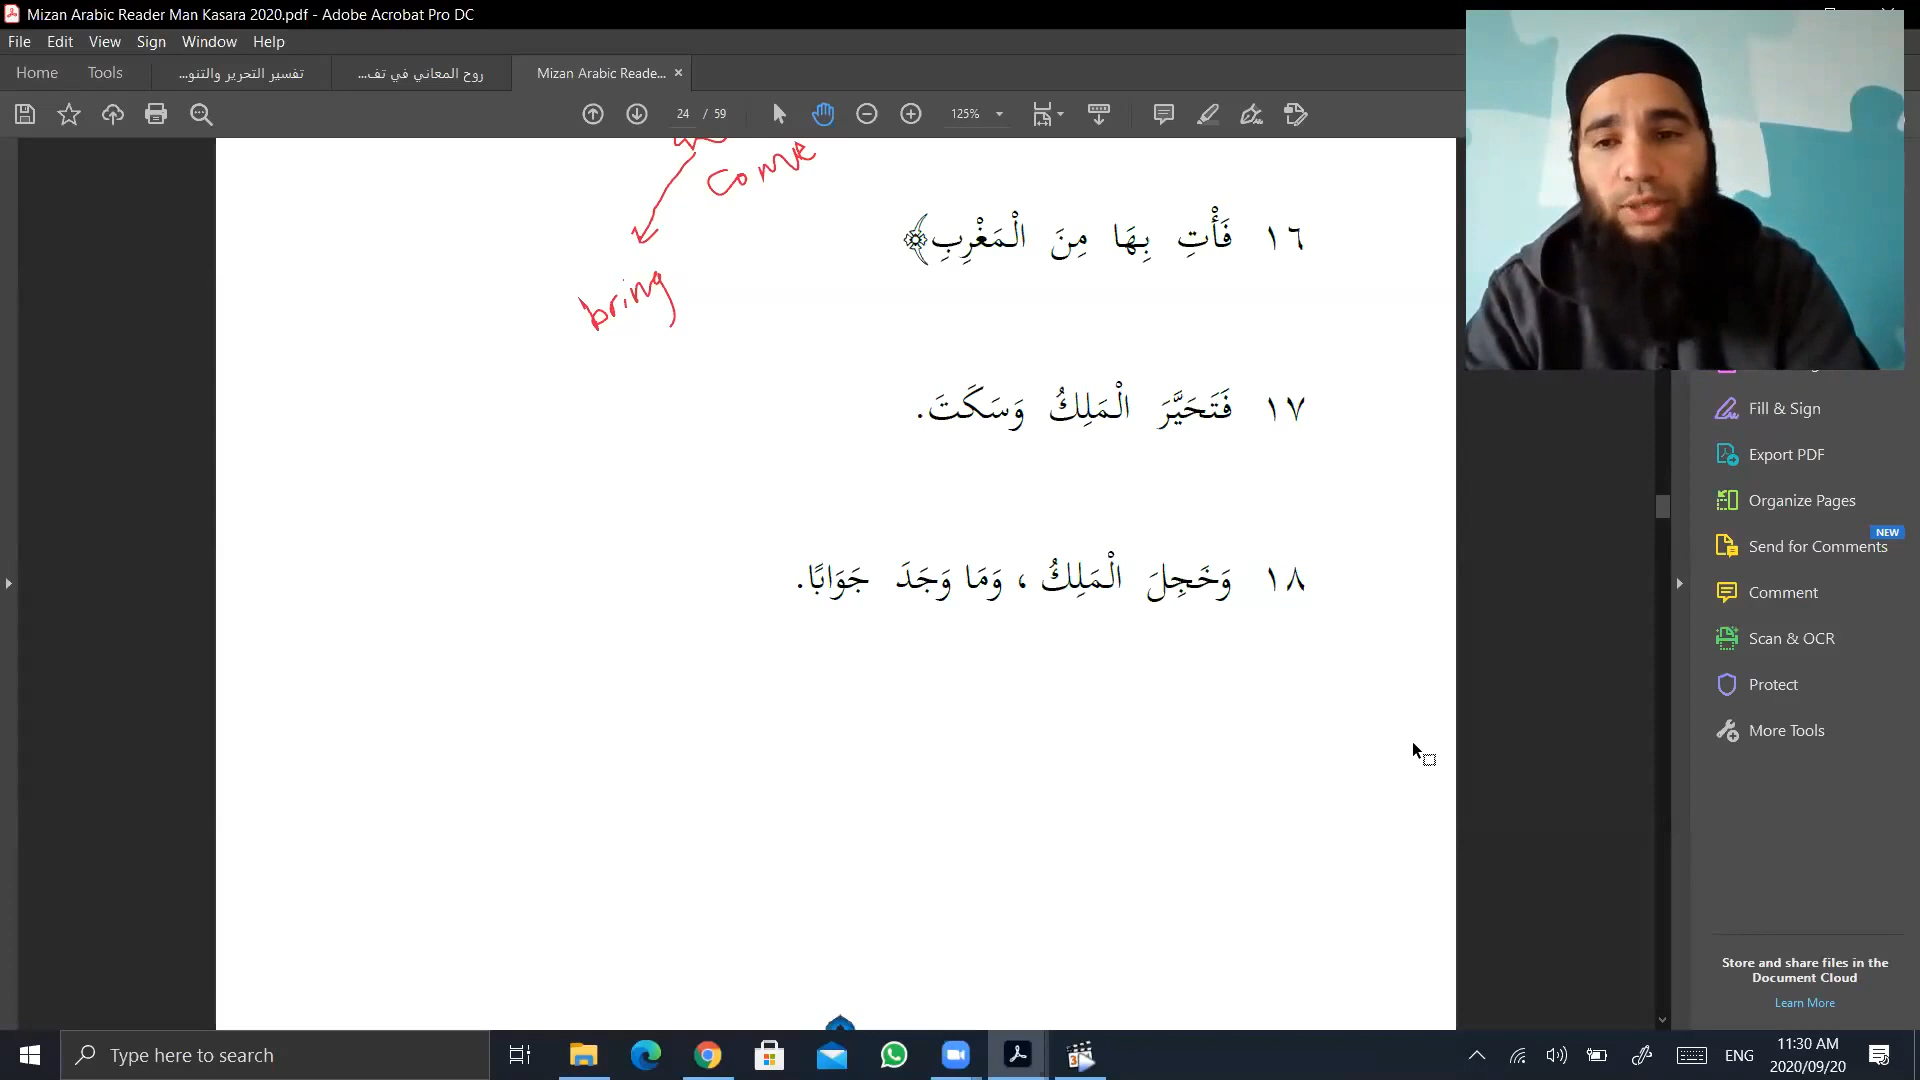 Mizan Arabic Reader Man Kasara 2020.pdf - Adobe Acrobat Pro DC
File Edit View Sign Window Help
Home Tools تفسير التحرير والتنو... روح المعاني في تف... Mizan Arabic Reade... ×
24 / 59 125%
come
١٦ فَأْتِ بِهَا مِنَ الْمَغْرِبِ﴾
bring
١٧ فَتَحَيَّرَ الْمَلِكُ وَسَكَتَ.
١٨ وَخَجِلَ الْمَلِكُ ، وَمَا وَجَدَ جَوَابًا.
Fill & Sign
Export PDF
Organize Pages
NEW
Send for Comments
Comment
Scan & OCR
Protect
More Tools
Store and share files in the
Document Cloud
Learn More
Type here to search
ENG
11:30 AM
2020/09/20